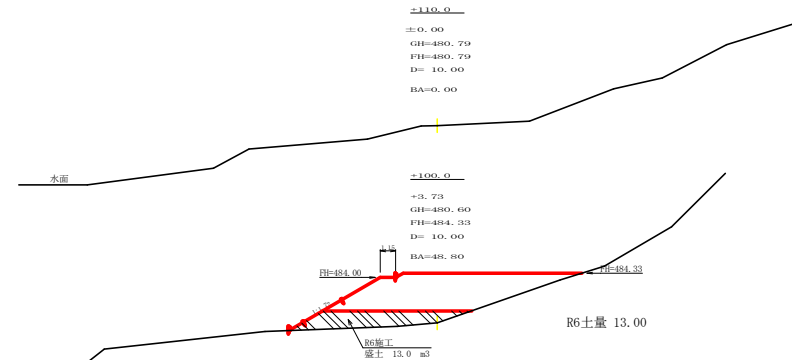 +110.0
±0.00
GH=480.79
FH=480.79
D= 10.00
BA=0.00
水面
+100.0
+3.73
GH=480.60
FH=484.33
D= 10.00
BA=48.80
1.15
FH=484.00
FH=484.33
R6土量 13.00
R6施工
盛土 13.0 m3